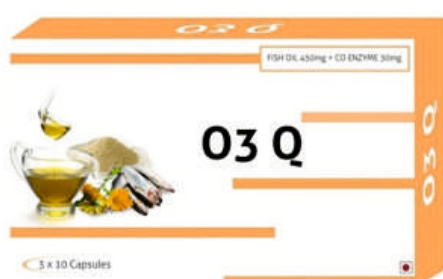 O3 Q
FISH OIL 450mg + CO ENZYME 30mg
O3 Q
O3 Q
3 x 10 Capsules